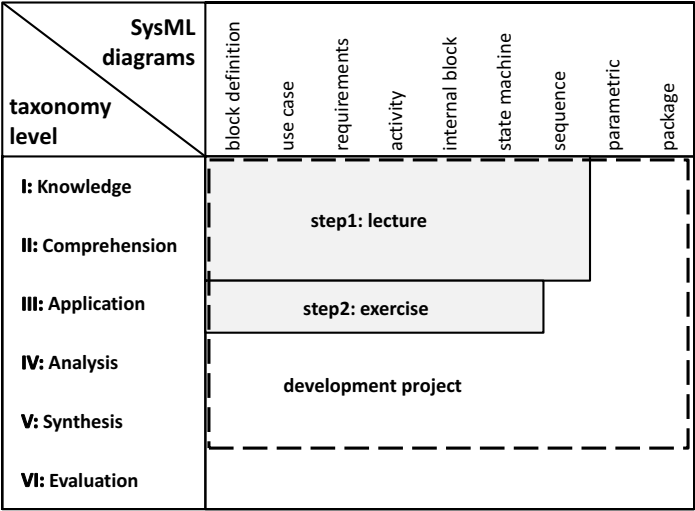 SysML
diagrams
taxonomy
level
block definition
use case
requirements
activity
internal block
state machine
sequence
parametric
package
I: Knowledge
II: Comprehension
III: Application
IV: Analysis
V: Synthesis
VI: Evaluation
step1: lecture
step2: exercise
development project